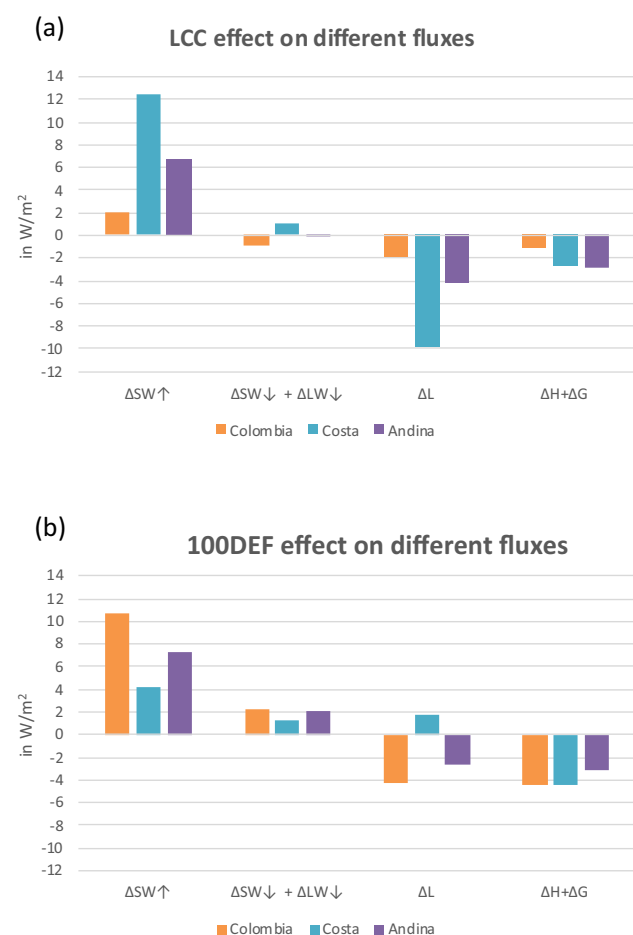 (a)
LCC effect on different fluxes
14
12
10
8
6
4
2
0
-2
-4
-6
-8
-10
-12
in W/m²
ΔSW↑ ΔSW↓ + ΔLW↓ ΔL ΔH+ΔG
Colombia Costa Andina
(b)
100DEF effect on different fluxes
14
12
10
8
6
4
2
0
-2
-4
-6
-8
-10
-12
in W/m²
ΔSW↑ ΔSW↓ + ΔLW↓ ΔL ΔH+ΔG
Colombia Costa Andina